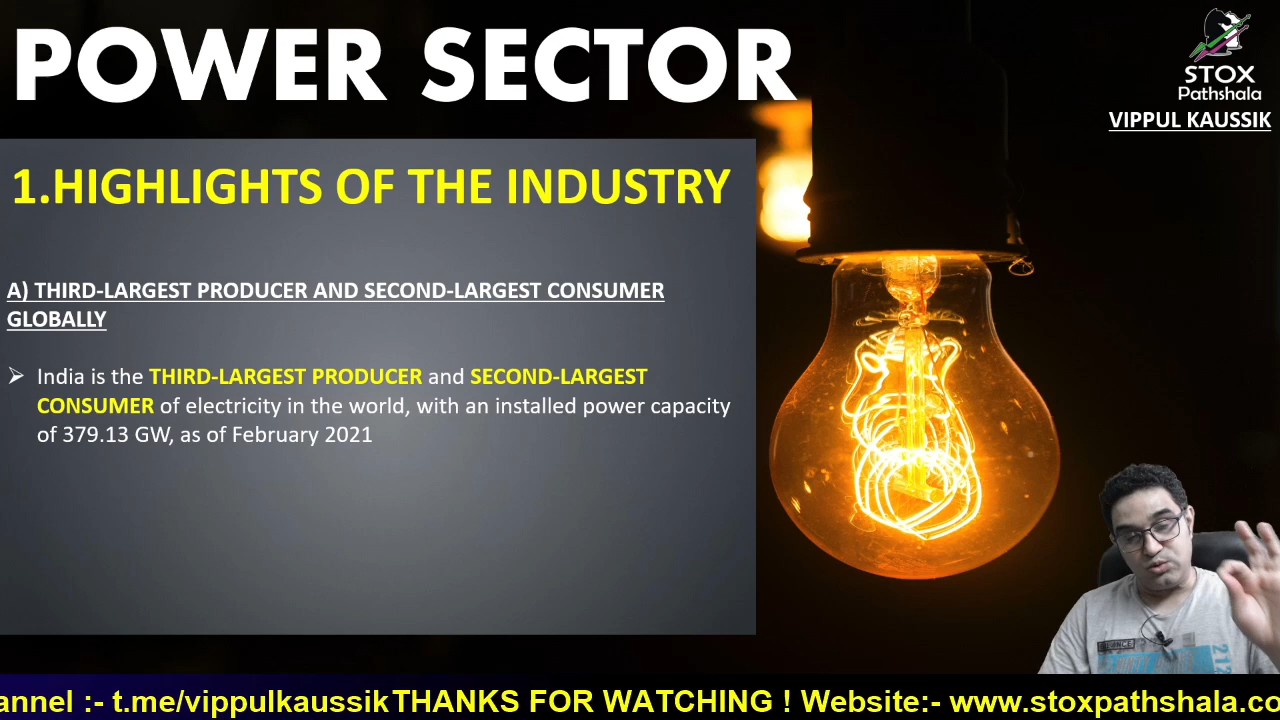 POWER SECTOR
STOX
Pathshala
VIPPUL KAUSSIK
1.HIGHLIGHTS OF THE INDUSTRY
A) THIRD-LARGEST PRODUCER AND SECOND-LARGEST CONSUMER
GLOBALLY
➢ India is the THIRD-LARGEST PRODUCER and SECOND-LARGEST
CONSUMER of electricity in the world, with an installed power capacity
of 379.13 GW, as of February 2021
annel :- t.me/vippulkaussik THANKS FOR WATCHING ! Website:- www.stoxpathshala.co